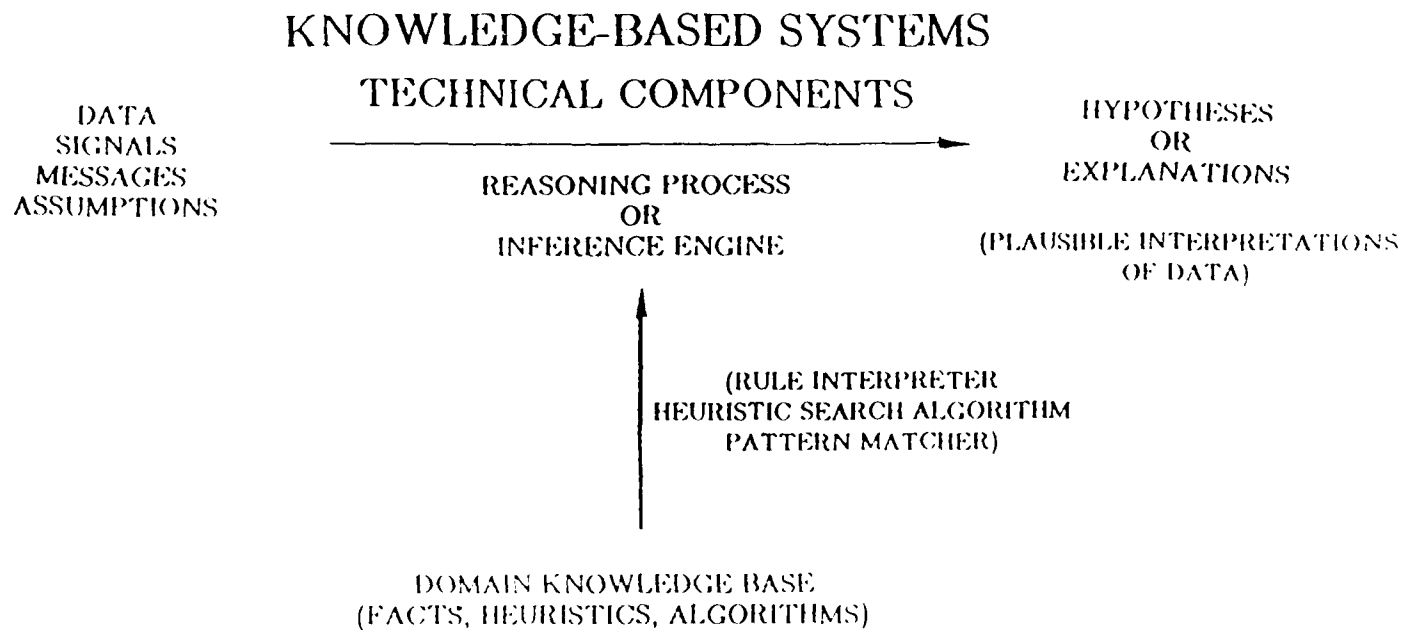 KNOWLEDGE-BASED SYSTEMS
TECHNICAL COMPONENTS
DATA
SIGNALS
MESSAGES
ASSUMPTIONS
REASONING PROCESS
OR
INFERENCE ENGINE
HYPOTHESES
OR
EXPLANATIONS
(PLAUSIBLE INTERPRETATIONS
OF DATA)
(RULE INTERPRETER
HEURISTIC SEARCH ALGORITHM
PATTERN MATCHER)
DOMAIN KNOWLEDGE BASE
(FACTS, HEURISTICS, ALGORITHMS)